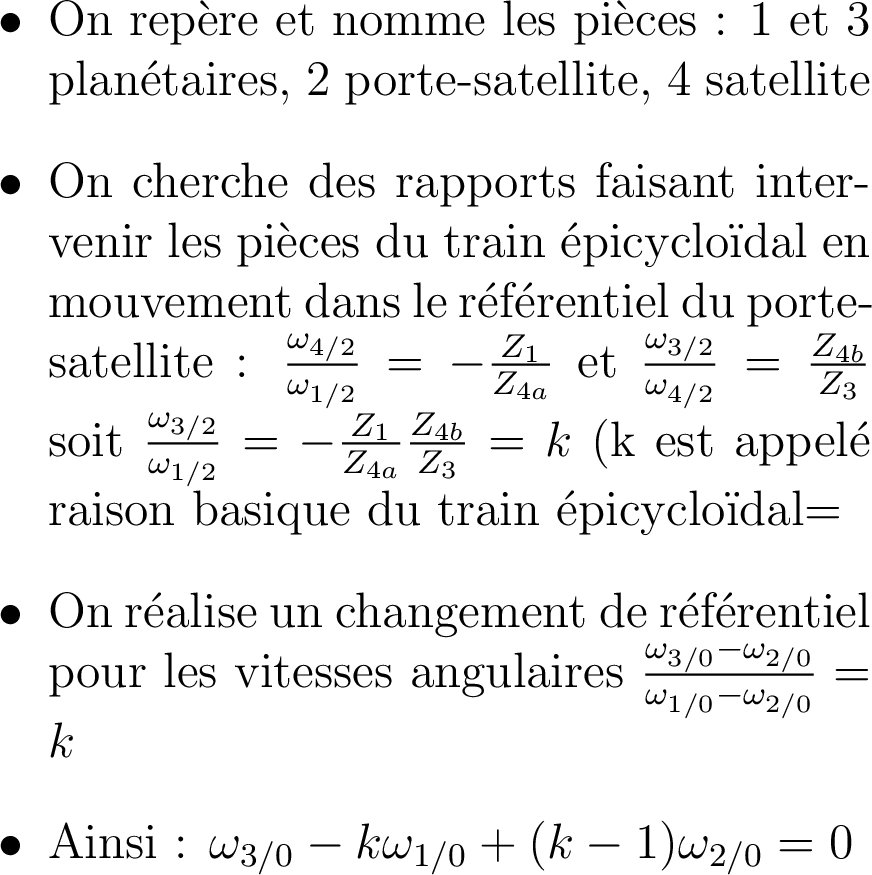 • On repère et nomme les pièces : 1 et 3
planétaires, 2 porte-satellite, 4 satellite
• On cherche des rapports faisant inter-
venir les pièces du train épicycloïdal en
mouvement dans le référentiel du porte-
satellite : $\frac{\omega_{4/2}}{\omega_{1/2}} = -\frac{Z_1}{Z_{4a}}$ et $\frac{\omega_{3/2}}{\omega_{4/2}} = \frac{Z_{4b}}{Z_3}$
soit $\frac{\omega_{3/2}}{\omega_{1/2}} = -\frac{Z_1}{Z_{4a}}\frac{Z_{4b}}{Z_3} = k$ (k est appelé
raison basique du train épicycloïdal=
• On réalise un changement de référentiel
pour les vitesses angulaires $\frac{\omega_{3/0}-\omega_{2/0}}{\omega_{1/0}-\omega_{2/0}} =$
$k$
• Ainsi : $\omega_{3/0} - k\omega_{1/0} + (k - 1)\omega_{2/0} = 0$